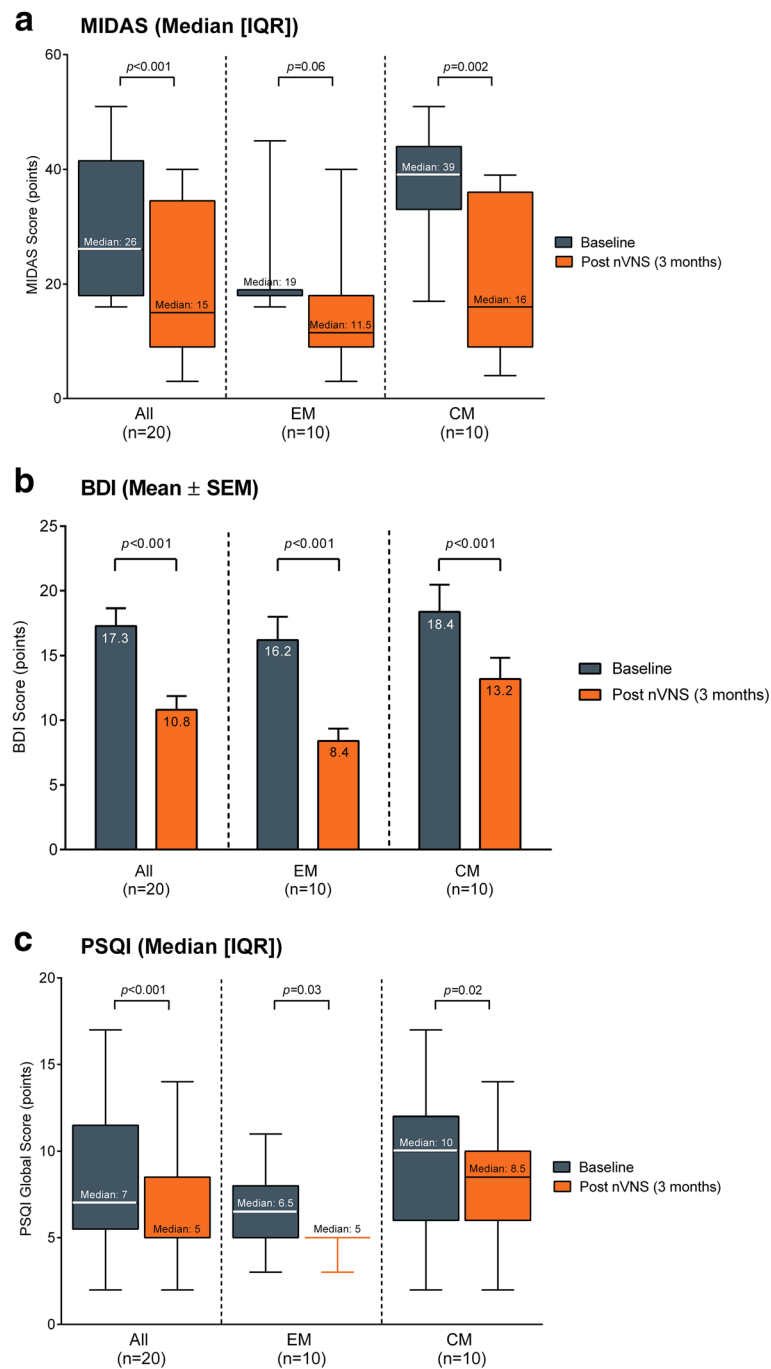 a
MIDAS (Median [IQR])
p<0.001
p=0.06
p=0.002
MIDAS Score (points)
60
40
20
0
Median: 26
Median: 15
Median: 19
Median: 11.5
Median: 39
Median: 16
Baseline
Post nVNS (3 months)
All
(n=20)
EM
(n=10)
CM
(n=10)
b
BDI (Mean ± SEM)
p<0.001
p<0.001
p<0.001
BDI Score (points)
25
20
15
10
5
0
17.3
10.8
16.2
8.4
18.4
13.2
Baseline
Post nVNS (3 months)
All
(n=20)
EM
(n=10)
CM
(n=10)
c
PSQI (Median [IQR])
p<0.001
p=0.03
p=0.02
PSQI Global Score (points)
20
15
10
5
0
Median: 7
Median: 5
Median: 6.5
Median: 5
Median: 10
Median: 8.5
Baseline
Post nVNS (3 months)
All
(n=20)
EM
(n=10)
CM
(n=10)